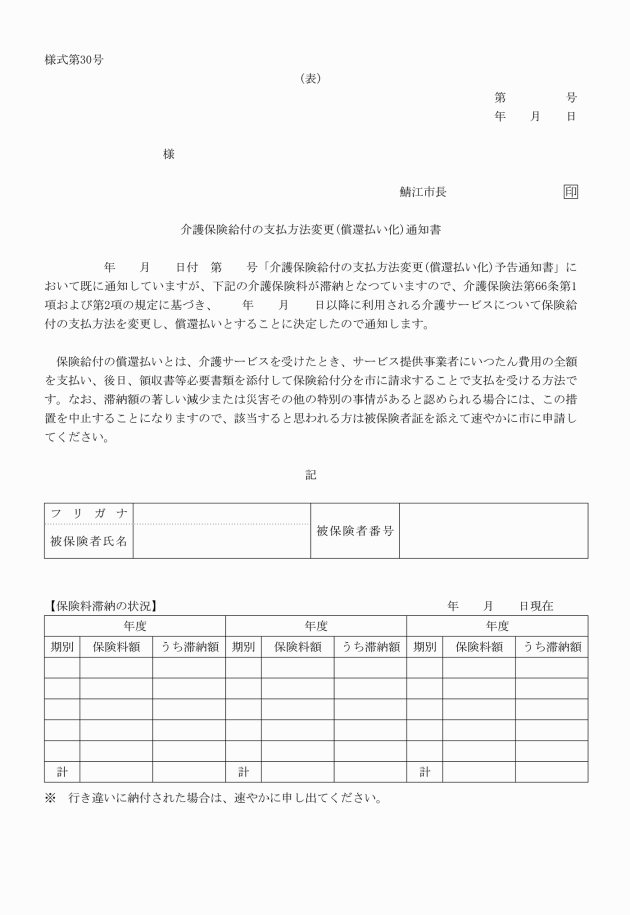 様式第30号
(表)
第　　　　　号
年　　月　　日
様
鯖江市長　　　　　　　　　　印
介護保険給付の支払方法変更(償還払い化)通知書
年　　月　　日付　第　　号「介護保険給付の支払方法変更(償還払い化)予告通知書」に
おいて既に通知していますが、下記の介護保険料が滞納となつていますので、介護保険法第66条第1
項および第2項の規定に基づき、　　年　　月　　日以降に利用される介護サービスについて保険給
付の支払方法を変更し、償還払いとすることに決定したので通知します。
保険給付の償還払いとは、介護サービスを受けたとき、サービス提供事業者にいつたん費用の全額
を支払い、後日、領収書等必要書類を添付して保険給付分を市に請求することで支払を受ける方法で
す。なお、滞納額の著しい減少または災害その他の特別の事情があると認められる場合には、この措
置を中止することになりますので、該当すると思われる方は被保険者証を添えて速やかに市に申請し
てください。
記
フリガナ
被保険者氏名
被保険者番号
【保険料滞納の状況】　　　　　　　　年　　月　　日現在
年度　年度　年度
期別　保険料額　うち滞納額　期別　保険料額　うち滞納額　期別　保険料額　うち滞納額
計　計　計
※　行き違いに納付された場合は、速やかに申し出てください。